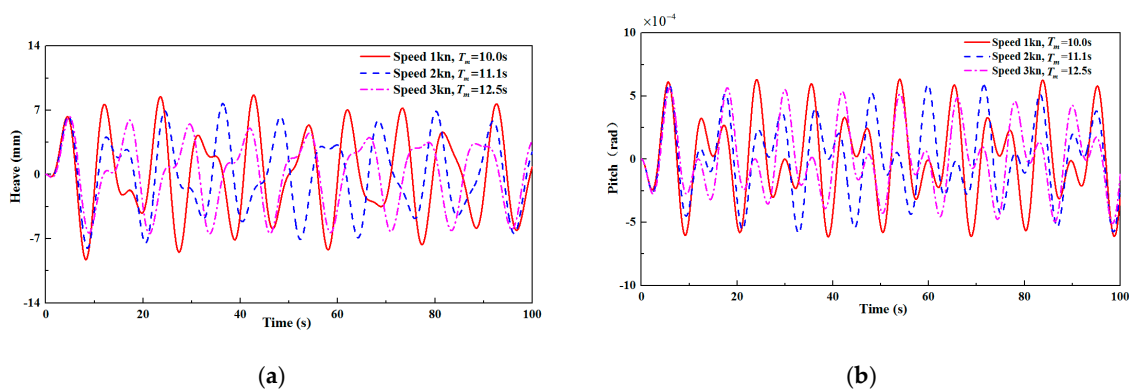 14
7
0
-7
-14
Heave (mm)
Speed 1kn, Tm=10.0s
Speed 2kn, Tm=11.1s
Speed 3kn, Tm=12.5s
0 20 40 60 80 100
Time (s)
(a)
×10⁻⁴
10
5
0
-5
-10
Pitch (rad)
Speed 1kn, Tm=10.0s
Speed 2kn, Tm=11.1s
Speed 3kn, Tm=12.5s
0 20 40 60 80 100
Time (s)
(b)